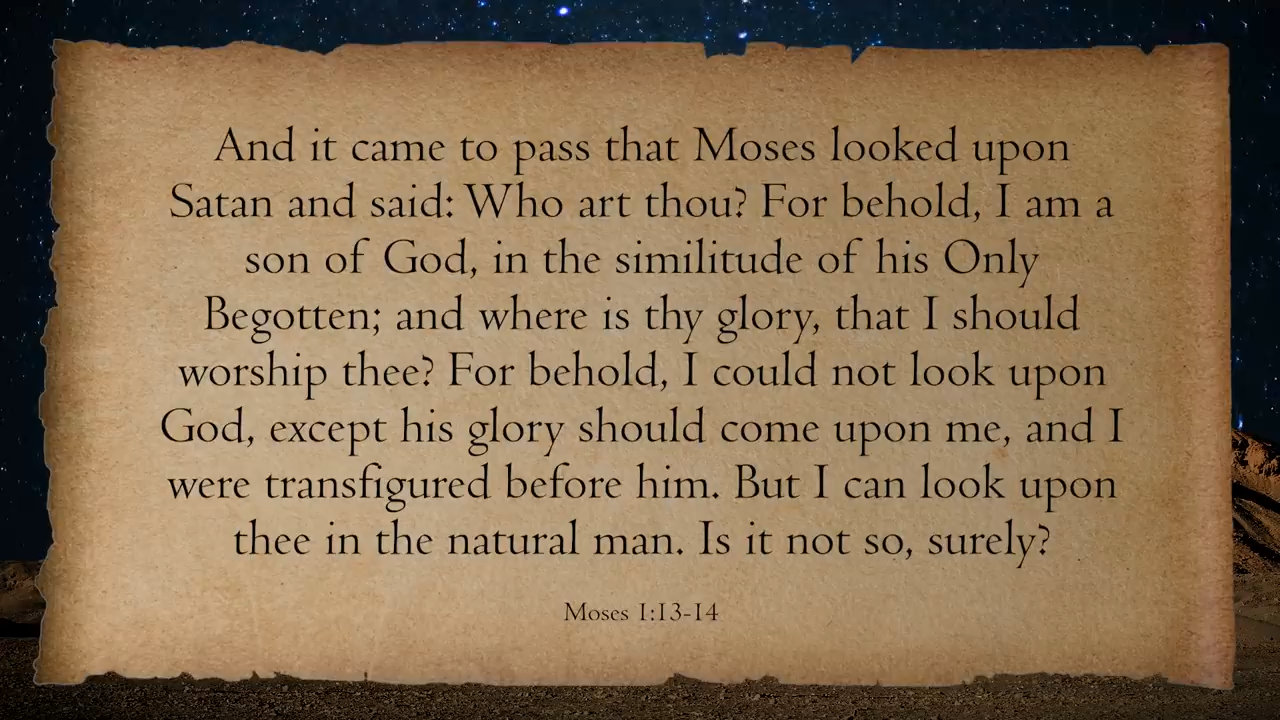 And it came to pass that Moses looked upon
Satan and said: Who art thou? For behold, I am a
son of God, in the similitude of his Only
Begotten; and where is thy glory, that I should
worship thee? For behold, I could not look upon
God, except his glory should come upon me, and I
were transfigured before him. But I can look upon
thee in the natural man. Is it not so, surely?
Moses 1:13-14